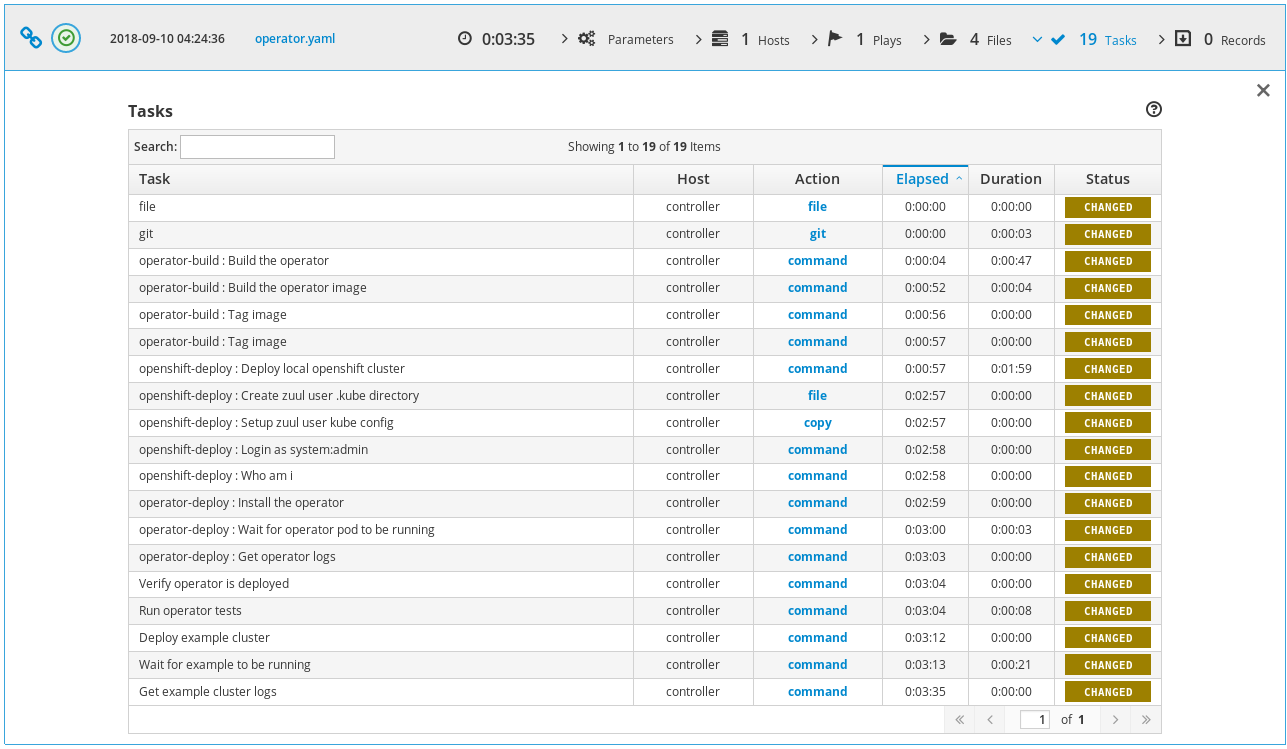 2018-09-10 04:24:36 operator.yaml 0:03:35 Parameters 1 Hosts 1 Plays 4 Files 19 Tasks 0 Records
Tasks
Search: Showing 1 to 19 of 19 Items
Task Host Action Elapsed Duration Status
file controller file 0:00:00 0:00:00 CHANGED
git controller git 0:00:00 0:00:03 CHANGED
operator-build : Build the operator controller command 0:00:04 0:00:47 CHANGED
operator-build : Build the operator image controller command 0:00:52 0:00:04 CHANGED
operator-build : Tag image controller command 0:00:56 0:00:00 CHANGED
operator-build : Tag image controller command 0:00:57 0:00:00 CHANGED
openshift-deploy : Deploy local openshift cluster controller command 0:00:57 0:01:59 CHANGED
openshift-deploy : Create zuul user .kube directory controller file 0:02:57 0:00:00 CHANGED
openshift-deploy : Setup zuul user kube config controller copy 0:02:57 0:00:00 CHANGED
openshift-deploy : Login as system:admin controller command 0:02:58 0:00:00 CHANGED
openshift-deploy : Who am i controller command 0:02:58 0:00:00 CHANGED
operator-deploy : Install the operator controller command 0:02:59 0:00:00 CHANGED
operator-deploy : Wait for operator pod to be running controller command 0:03:00 0:00:03 CHANGED
operator-deploy : Get operator logs controller command 0:03:03 0:00:00 CHANGED
Verify operator is deployed controller command 0:03:04 0:00:00 CHANGED
Run operator tests controller command 0:03:04 0:00:08 CHANGED
Deploy example cluster controller command 0:03:12 0:00:00 CHANGED
Wait for example to be running controller command 0:03:13 0:00:21 CHANGED
Get example cluster logs controller command 0:03:35 0:00:00 CHANGED
1 of 1